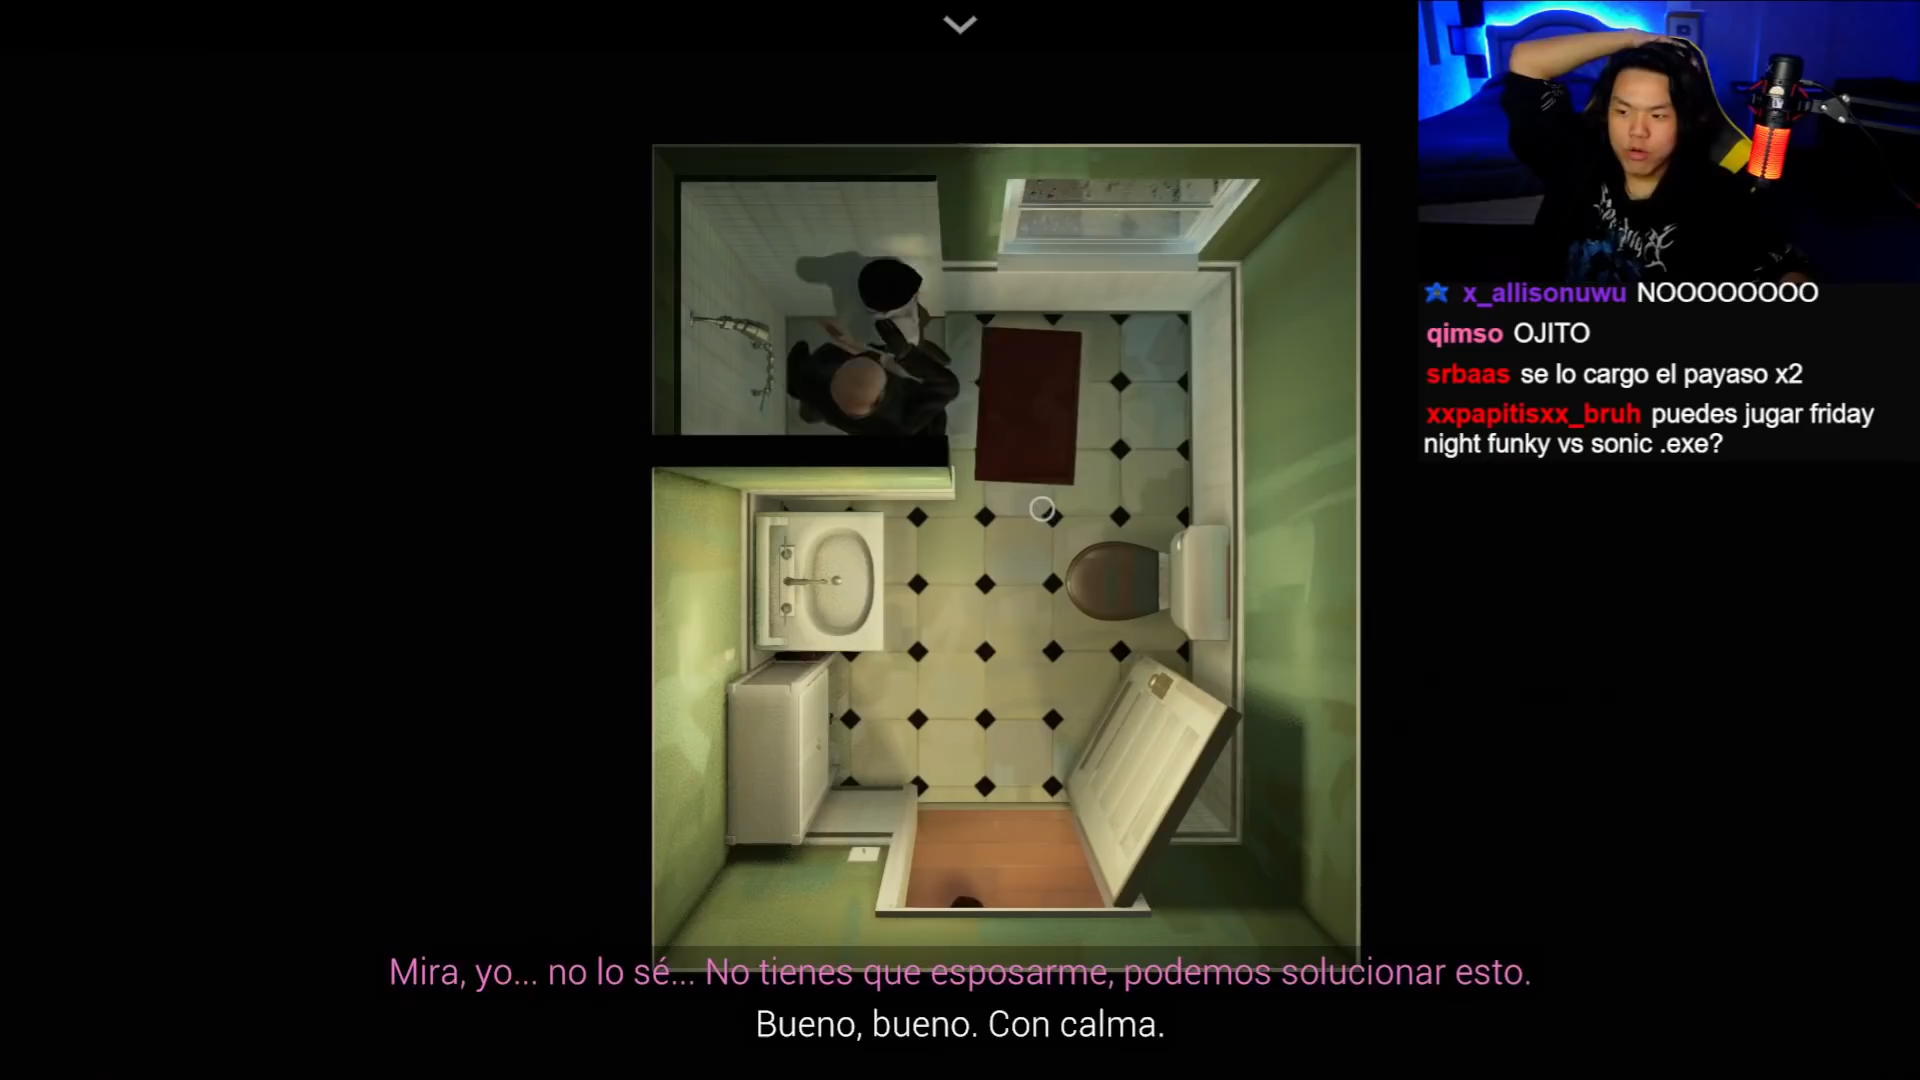 x_allisonuwu NOOOOOOOO
qimso OJITO
srbaas se lo cargo el payaso x2
xxpapitisxx_bruh puedes jugar friday
night funky vs sonic .exe?
Mira, yo... no lo sé... No tienes que esposarme, podemos solucionar esto.
Bueno, bueno. Con calma.